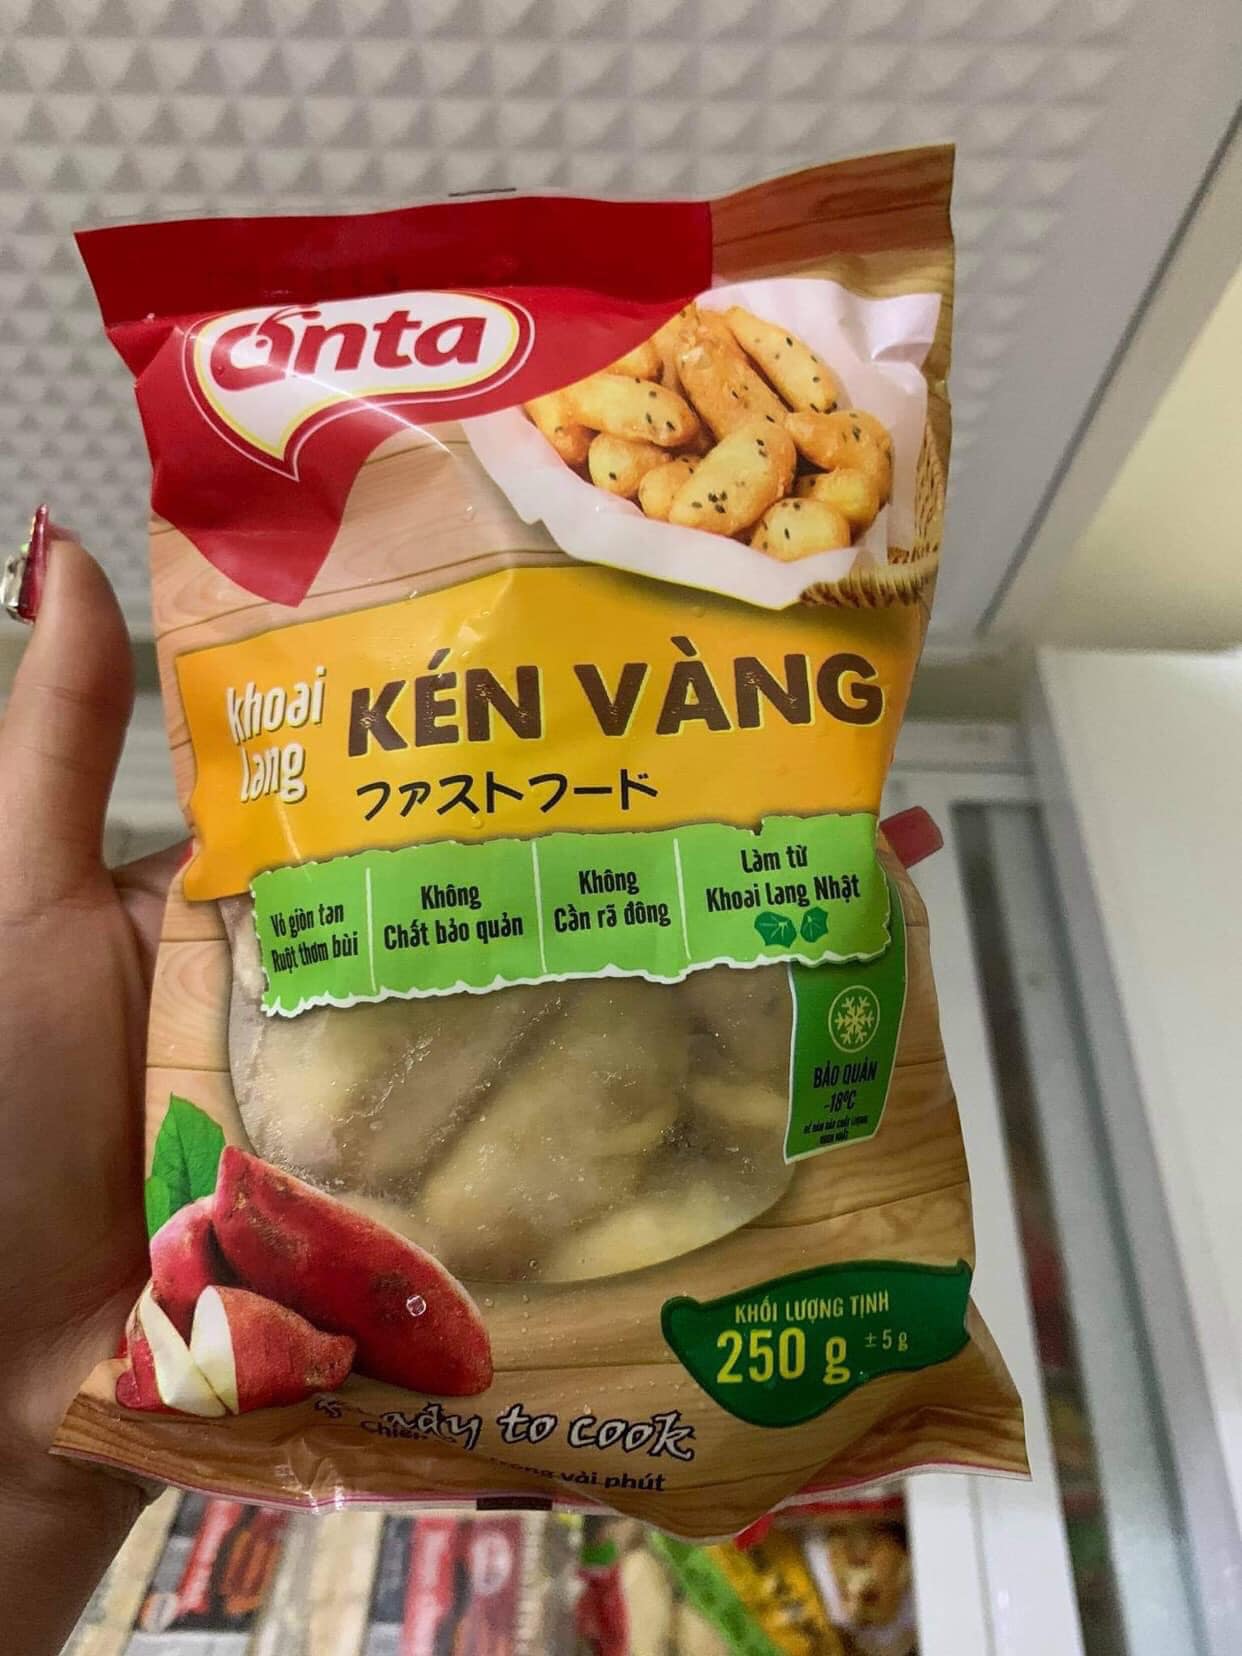 Onta
khoai
lang
KÉN VÀNG
ファストフード
Vỏ giòn tan
Ruột thơm bùi
Không
Chất bảo quản
Không
Cần rã đông
Làm từ
Khoai lang Nhật
BẢO QUẢN
-18°C
KHỐI LƯỢNG TỊNH
250 g ± 5 g
to cook
vài phút